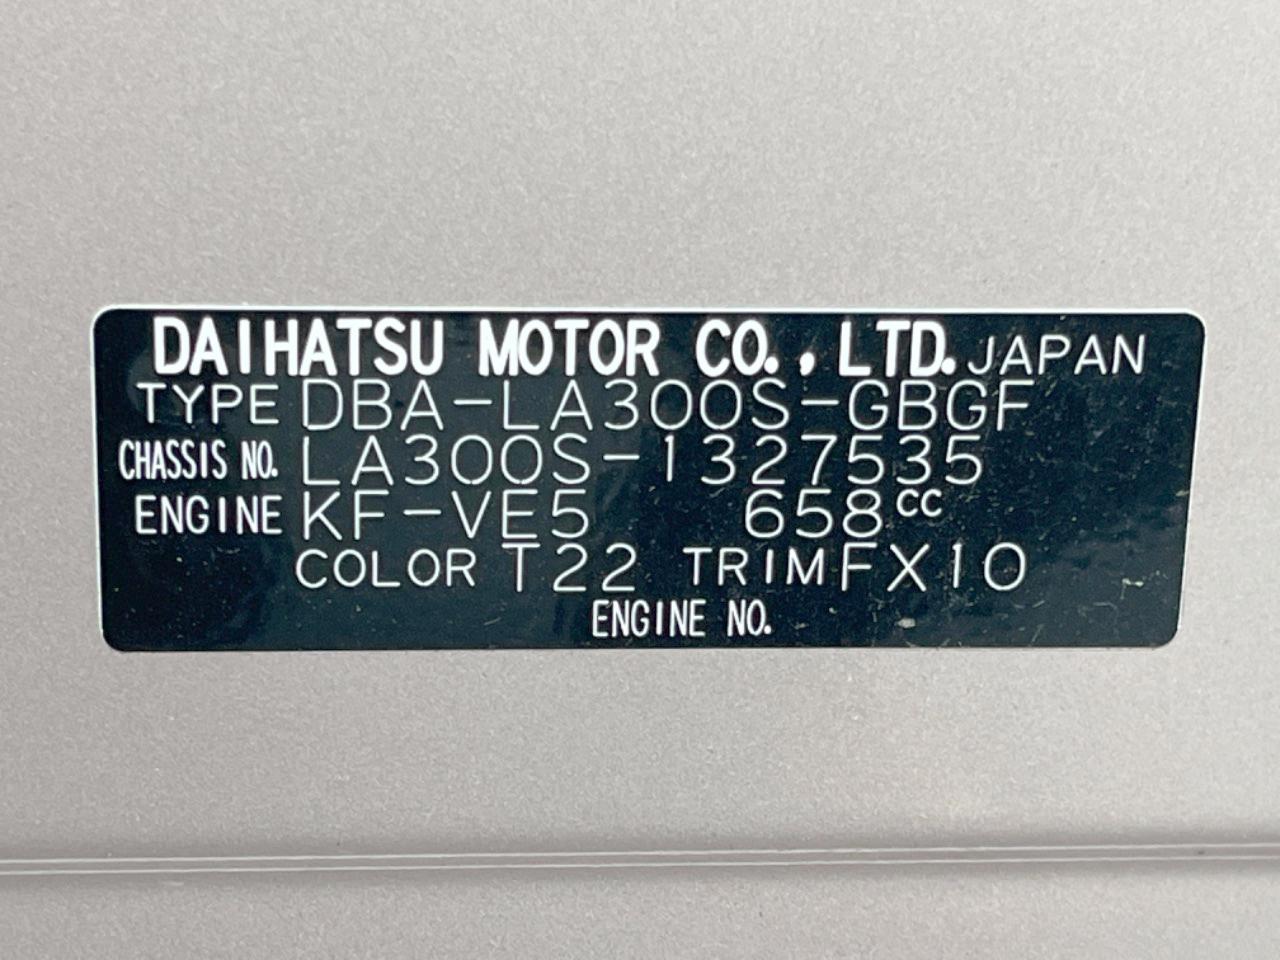 DAIHATSU MOTOR CO., LTD. JAPAN
TYPE DBA-LA300S-GBGF
CHASSIS NO. LA300S-1327535
ENGINE KF-VE5 658cc
COLOR T22 TRIM FX10
ENGINE NO.